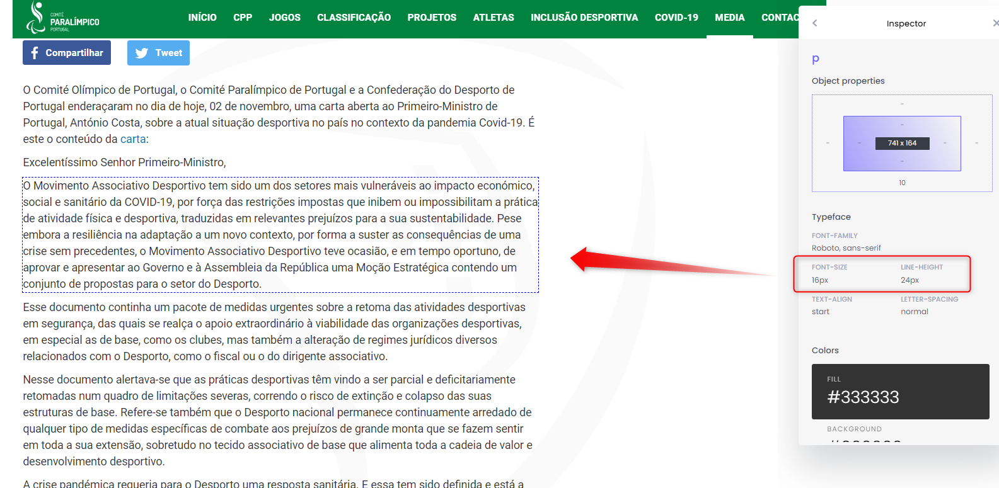 COMITÉ
PARALÍMPICO
PORTUGAL
INÍCIO CPP JOGOS CLASSIFICAÇÃO PROJETOS ATLETAS INCLUSÃO DESPORTIVA COVID-19 MEDIA CONTAC
Compartilhar Tweet
O Comité Olímpico de Portugal, o Comité Paralímpico de Portugal e a Confederação do Desporto de
Portugal enderaçaram no dia de hoje, 02 de novembro, uma carta aberta ao Primeiro-Ministro de
Portugal, António Costa, sobre a atual situação desportiva no país no contexto da pandemia Covid-19. É
este o conteúdo da carta:
Excelentíssimo Senhor Primeiro-Ministro,
O Movimento Associativo Desportivo tem sido um dos setores mais vulneráveis ao impacto económico,
social e sanitário da COVID-19, por força das restrições impostas que inibem ou impossibilitam a prática
de atividade física e desportiva, traduzidas em relevantes prejuízos para a sua sustentabilidade. Pese
embora a resiliência na adaptação a um novo contexto, por forma a suster as consequências de uma
crise sem precedentes, o Movimento Associativo Desportivo teve ocasião, e em tempo oportuno, de
aprovar e apresentar ao Governo e à Assembleia da República uma Moção Estratégica contendo um
conjunto de propostas para o setor do Desporto.
Esse documento continha um pacote de medidas urgentes sobre a retoma das atividades desportivas
em segurança, das quais se realça o apoio extraordinário à viabilidade das organizações desportivas,
em especial as de base, como os clubes, mas também a alteração de regimes jurídicos diversos
relacionados com o Desporto, como o fiscal ou o do dirigente associativo.
Nesse documento alertava-se que as práticas desportivas têm vindo a ser parcial e deficitariamente
retomadas num quadro de limitações severas, correndo o risco de extinção e colapso das suas
estruturas de base. Refere-se também que o Desporto nacional permanece continuamente arredado de
qualquer tipo de medidas específicas de combate aos prejuízos de grande monta que se fazem sentir
em toda a sua extensão, sobretudo no tecido associativo de base que alimenta toda a cadeia de valor e
desenvolvimento desportivo.
A crise pandémica requeria para o Desporto uma resposta sanitária. E essa tem sido definida e está a
Inspector
p
Object properties
741 x 164
10
Typeface
FONT-FAMILY
Roboto, sans-serif
FONT-SIZE LINE-HEIGHT
16px 24px
TEXT-ALIGN LETTER-SPACING
start normal
Colors
FILL
#333333
BACKGROUND